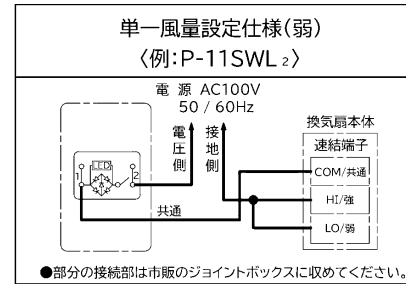 単一風量設定仕様(弱)
〈例:P-11SWL₂〉
電 源 AC100V
50 / 60Hz
電圧側
接地側
換気扇本体
速結端子
LED
1
2
COM/共通
HI/強
共通
LO/弱
●部分の接続部は市販のジョイントボックスに収めてください。